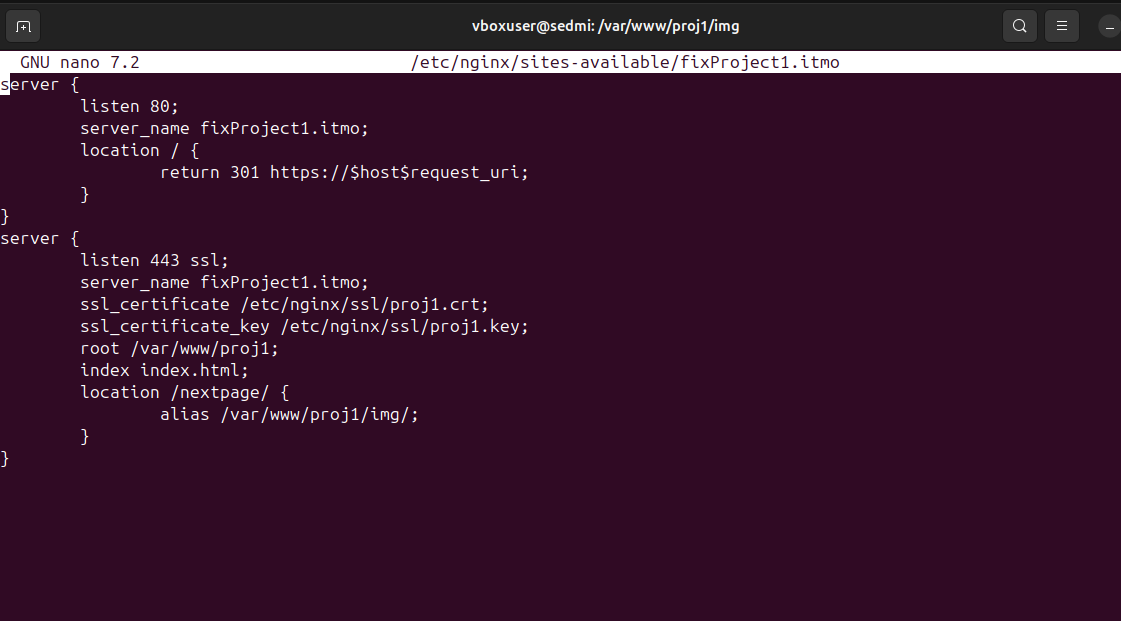 vboxuser@sedmi: /var/www/proj1/img
GNU nano 7.2 /etc/nginx/sites-available/fixProject1.itmo
server {
        listen 80;
        server_name fixProject1.itmo;
        location / {
                return 301 https://$host$request_uri;
        }
}
server {
        listen 443 ssl;
        server_name fixProject1.itmo;
        ssl_certificate /etc/nginx/ssl/proj1.crt;
        ssl_certificate_key /etc/nginx/ssl/proj1.key;
        root /var/www/proj1;
        index index.html;
        location /nextpage/ {
                alias /var/www/proj1/img/;
        }
}